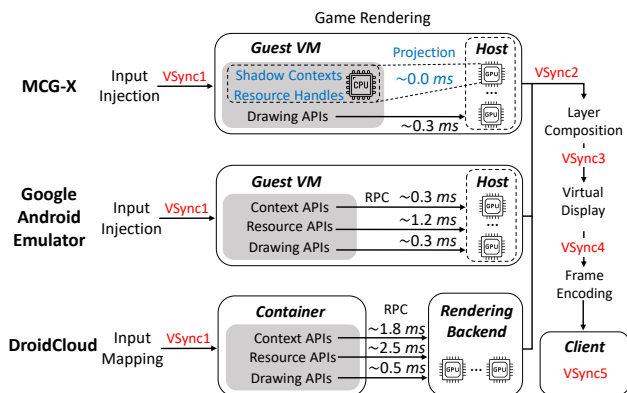 Game Rendering
MCG-X
Input
Injection
VSync1
Guest VM
Shadow Contexts
Resource Handles
CPU
Drawing APIs
Projection
~0.0 ms
~0.3 ms
Host
GPU
...
GPU
VSync2
Layer
Composition
VSync3
Virtual
Display
VSync4
Frame
Encoding
Client
VSync5
Google
Android
Emulator
Input
Injection
VSync1
Guest VM
Context APIs
Resource APIs
Drawing APIs
RPC
~0.3 ms
~1.2 ms
~0.3 ms
Host
GPU
...
GPU
DroidCloud
Input
Mapping
VSync1
Container
Context APIs
Resource APIs
Drawing APIs
RPC
~1.8 ms
~2.5 ms
~0.5 ms
Rendering
Backend
GPU ... GPU